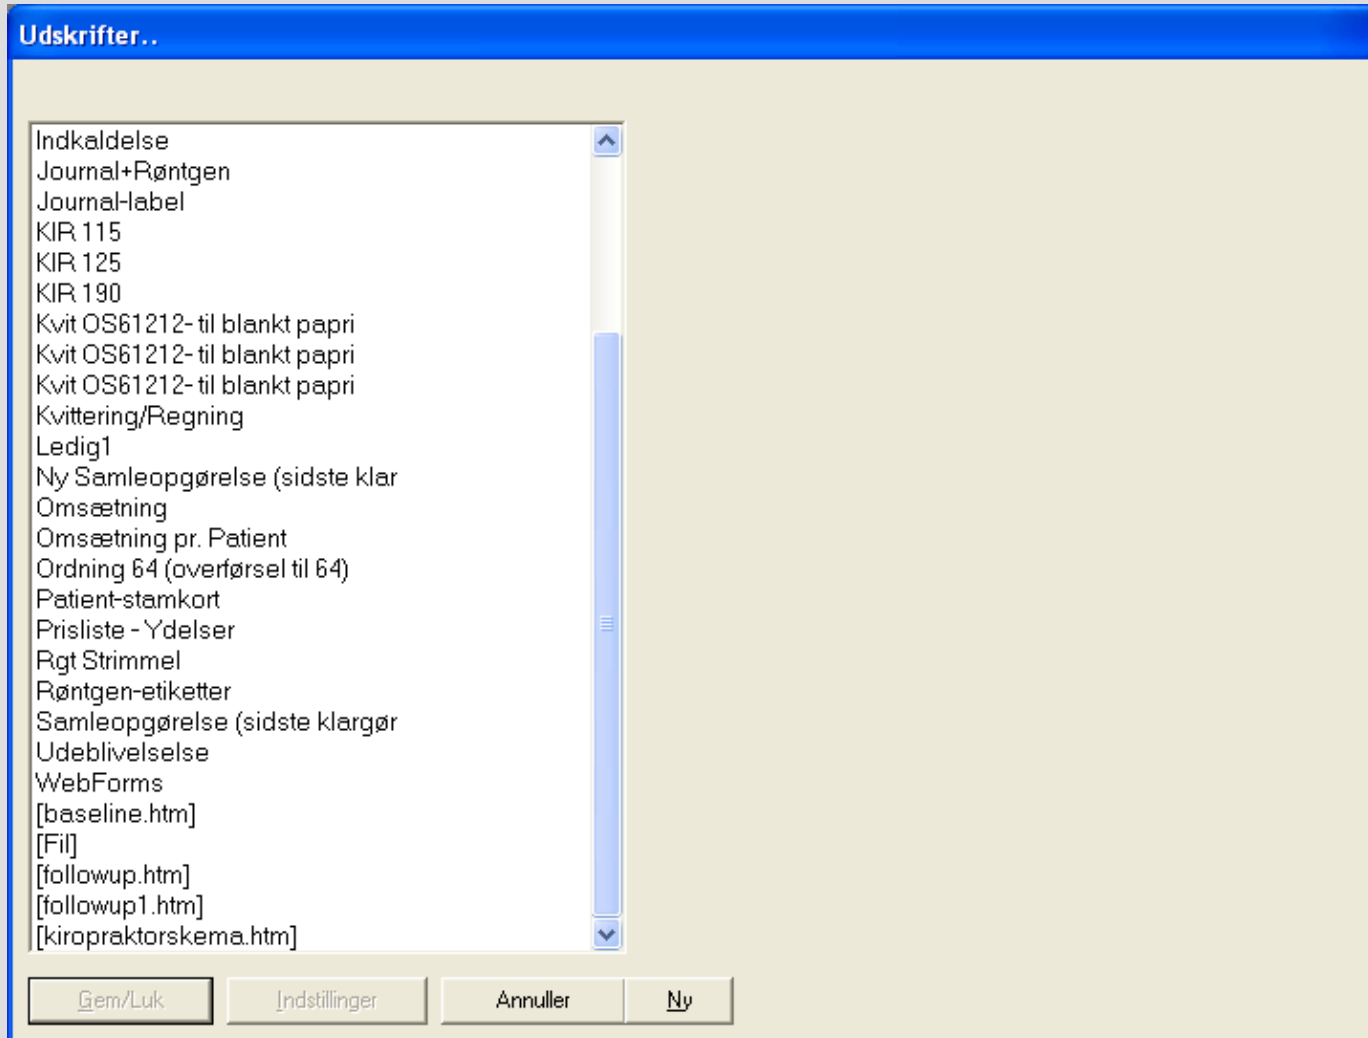 Udskrifter..
Indkaldelse
Journal+Røntgen
Journal-label
KIR 115
KIR 125
KIR 190
Kvit OS61212- til blankt papri
Kvit OS61212- til blankt papri
Kvit OS61212- til blankt papri
Kvittering/Regning
Ledig1
Ny Samleopgørelse (sidste klar
Omsætning
Omsætning pr. Patient
Ordning 64 (overførsel til 64)
Patient-stamkort
Prisliste - Ydelser
Rgt Strimmel
Røntgen-etiketter
Samleopgørelse (sidste klargør
Udeblivelselse
WebForms
[baseline.htm]
[Fil]
[followup.htm]
[followup1.htm]
[kiropraktorskema.htm]
Gem/Luk Indstillinger Annuller Ny